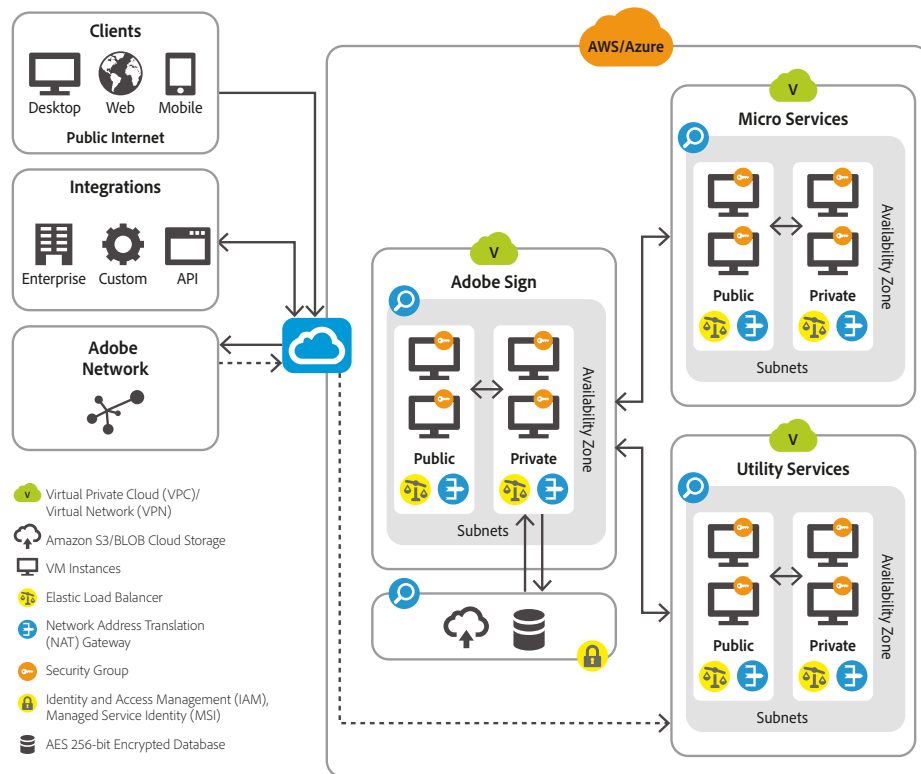 Clients
Desktop
Web
Mobile
Public Internet
Integrations
Enterprise
Custom
API
Adobe
Network
V
Virtual Private Cloud (VPC)/
Virtual Network (VPN)
Amazon S3/BLOB Cloud Storage
VM Instances
Elastic Load Balancer
Network Address Translation
(NAT) Gateway
Security Group
Identity and Access Management (IAM),
Managed Service Identity (MSI)
AES 256-bit Encrypted Database
AWS/Azure
V
Adobe Sign
Public
Private
Availability Zone
Subnets
V
Micro Services
Public
Private
Availability Zone
Subnets
V
Utility Services
Public
Private
Availability Zone
Subnets